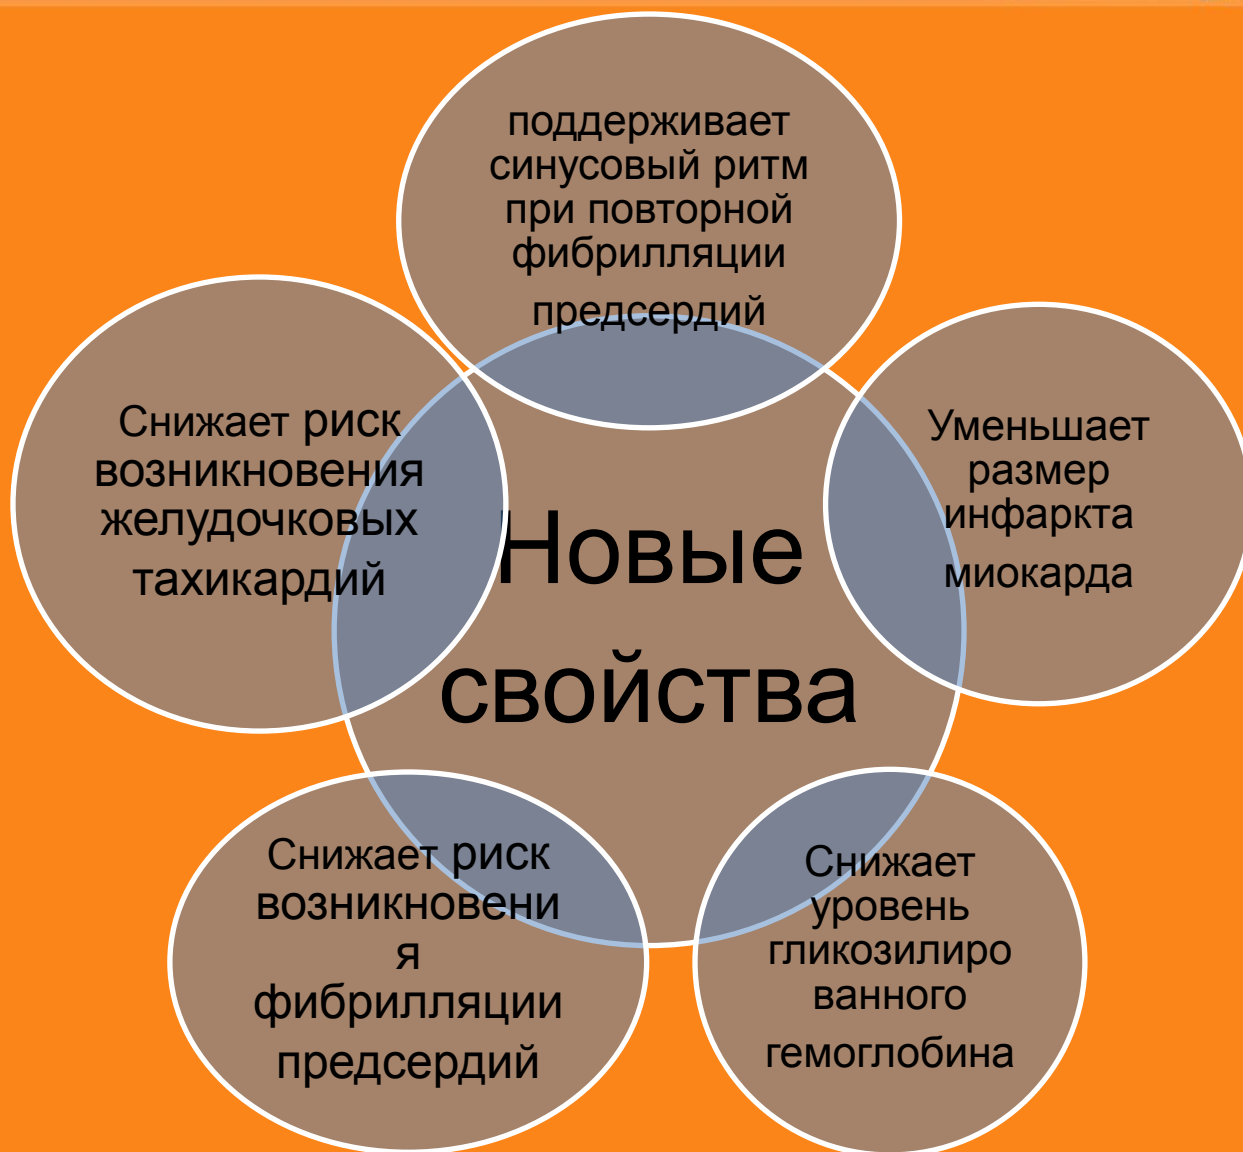 поддерживает
синусовый ритм
при повторной
фибрилляции
предсердий
Снижает риск
возникновения
желудочковых
тахикардий
Уменьшает
размер
инфаркта
миокарда
Новые
свойства
Снижает риск
возникновени
я
фибрилляции
предсердий
Снижает
уровень
гликозилиро
ванного
гемоглобина